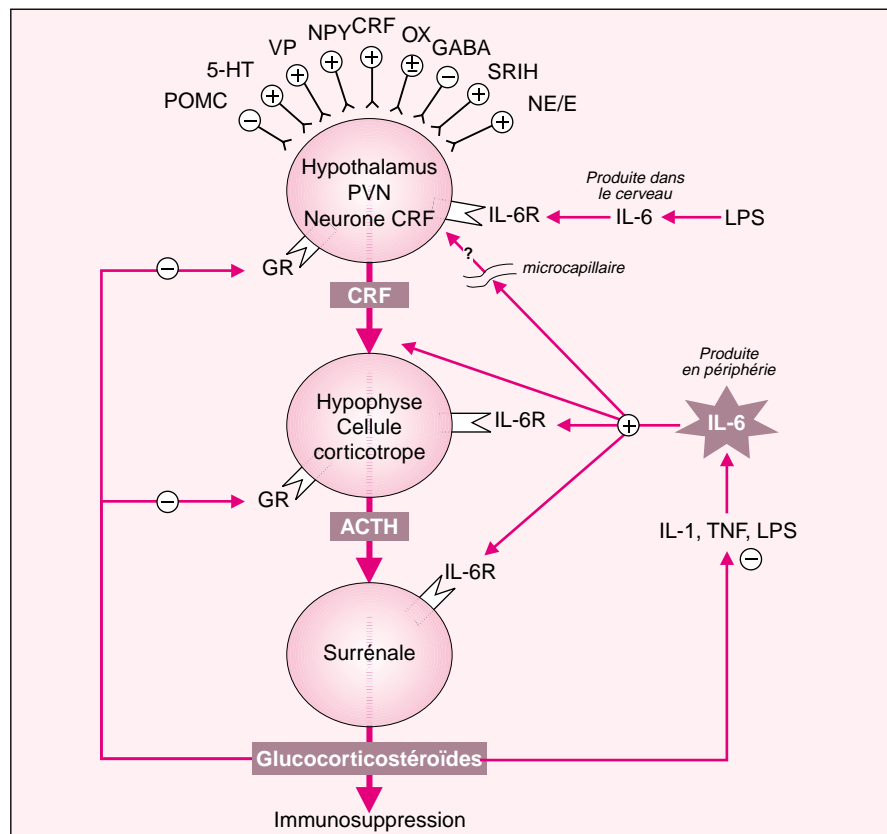 POMC
5-HT
VP
NPY
CRF
OX
GABA
SRIH
NE/E
−
+
+
+
+
±
−
+
+
Hypothalamus
PVN
Neurone CRF
IL-6R
Produite dans
le cerveau
IL-6
LPS
GR
−
?
microcapillaire
CRF
Produite
en périphérie
IL-6
+
Hypophyse
Cellule
corticotrope
IL-6R
GR
−
ACTH
IL-1, TNF, LPS
−
IL-6R
Surrénale
Glucocorticostéroïdes
Immunosuppression